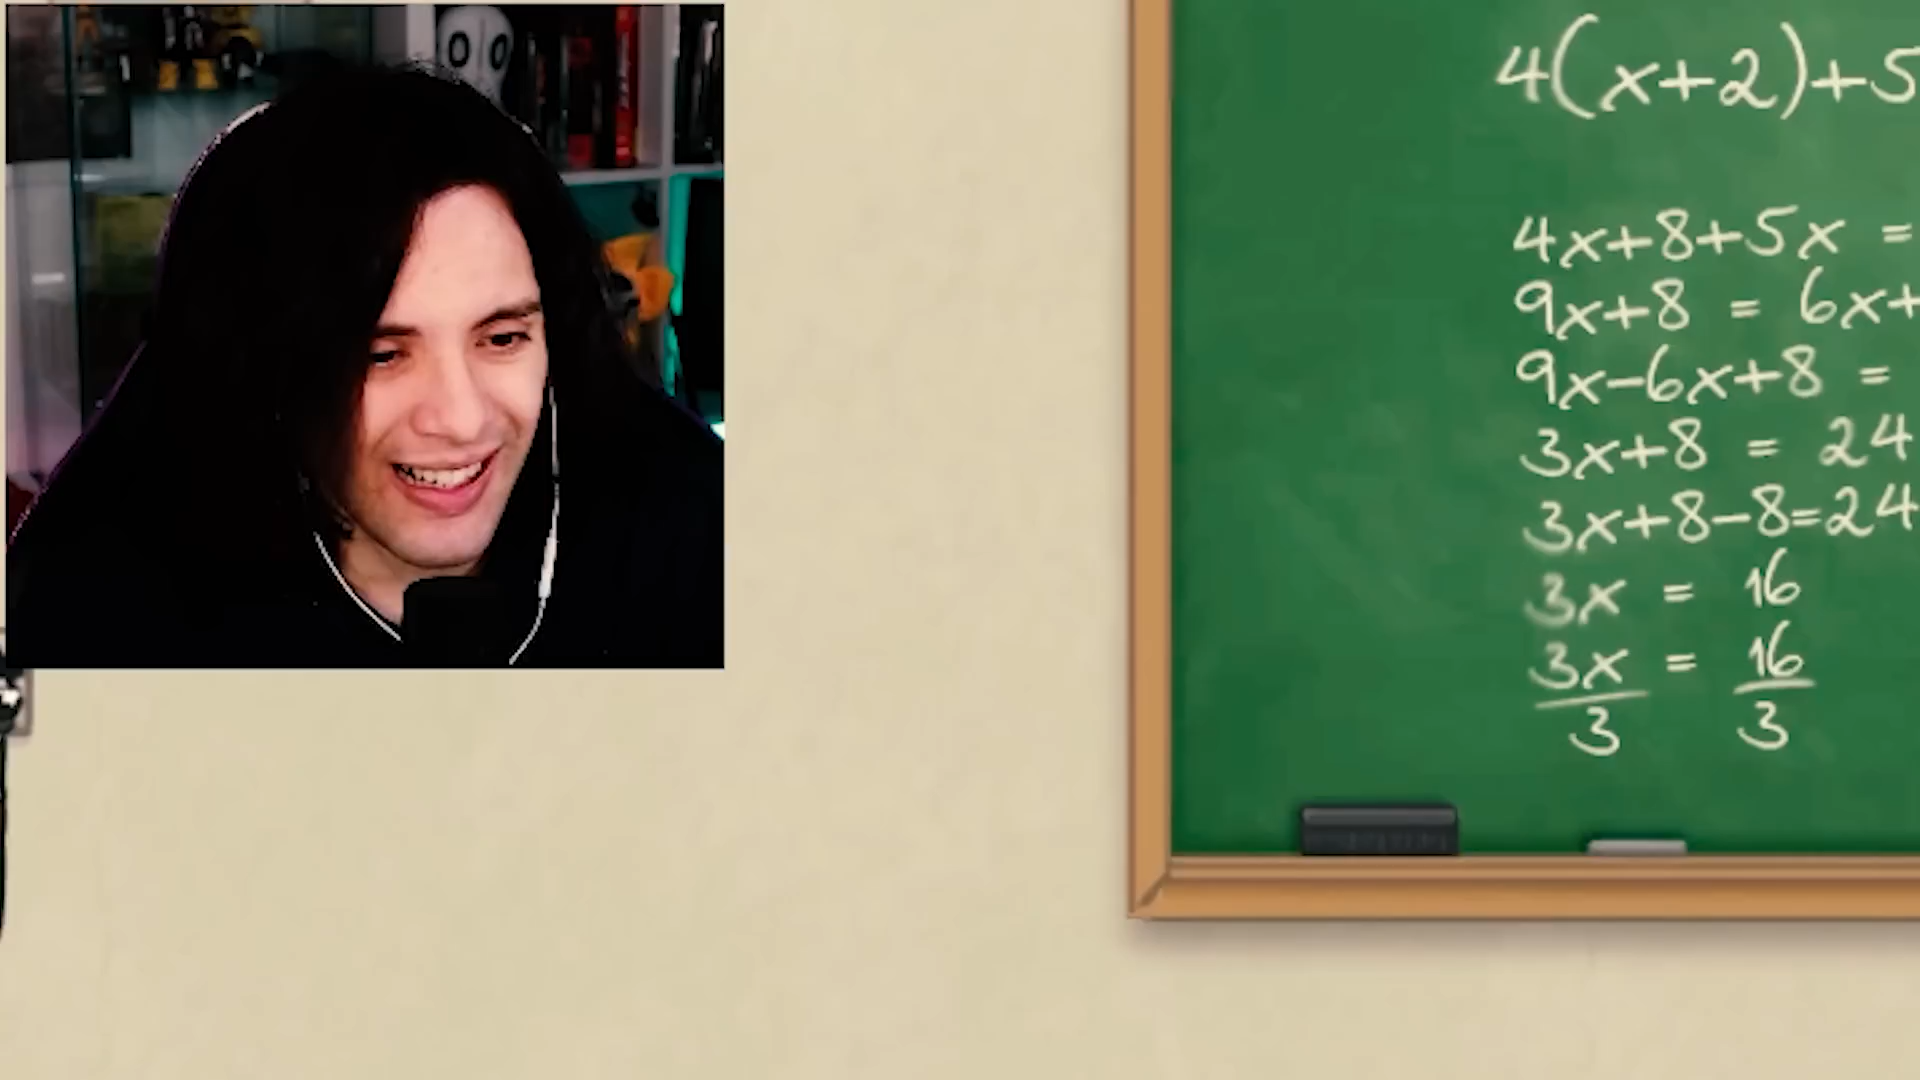 4(x+2)+5
4x+8+5x =
9x+8 = 6x+
9x-6x+8 =
3x+8 = 24
3x+8-8=24
3x = 16
3x = 16
3 3